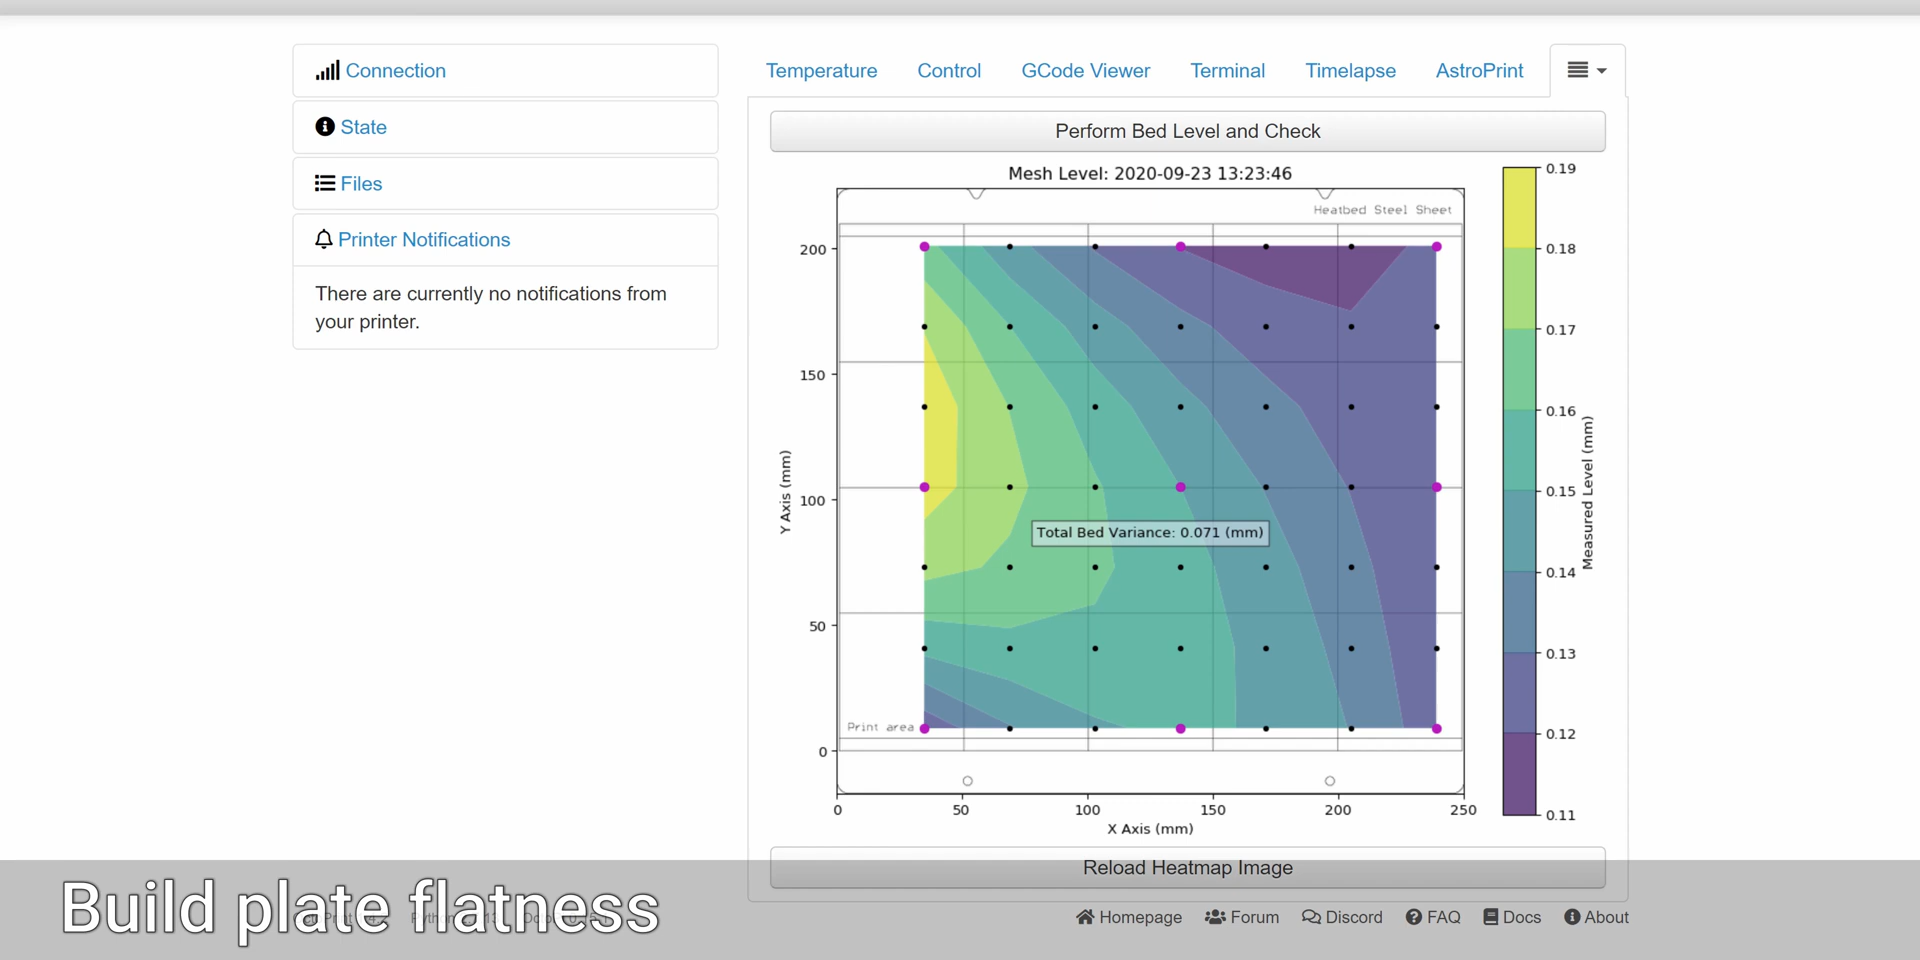 Connection
State
Files
Printer Notifications
There are currently no notifications from
your printer.
Temperature Control GCode Viewer Terminal Timelapse AstroPrint
Perform Bed Level and Check
Mesh Level: 2020-09-23 13:23:46
Heatbed Steel Sheet
200
150
100
50
0
Y Axis (mm)
Total Bed Variance: 0.071 (mm)
Print area
0 50 100 150 200 250
X Axis (mm)
0.19
0.18
0.17
0.16
0.15
0.14
0.13
0.12
0.11
Measured Level (mm)
Reload Heatmap Image
Build plate flatness
Homepage Forum Discord FAQ Docs About